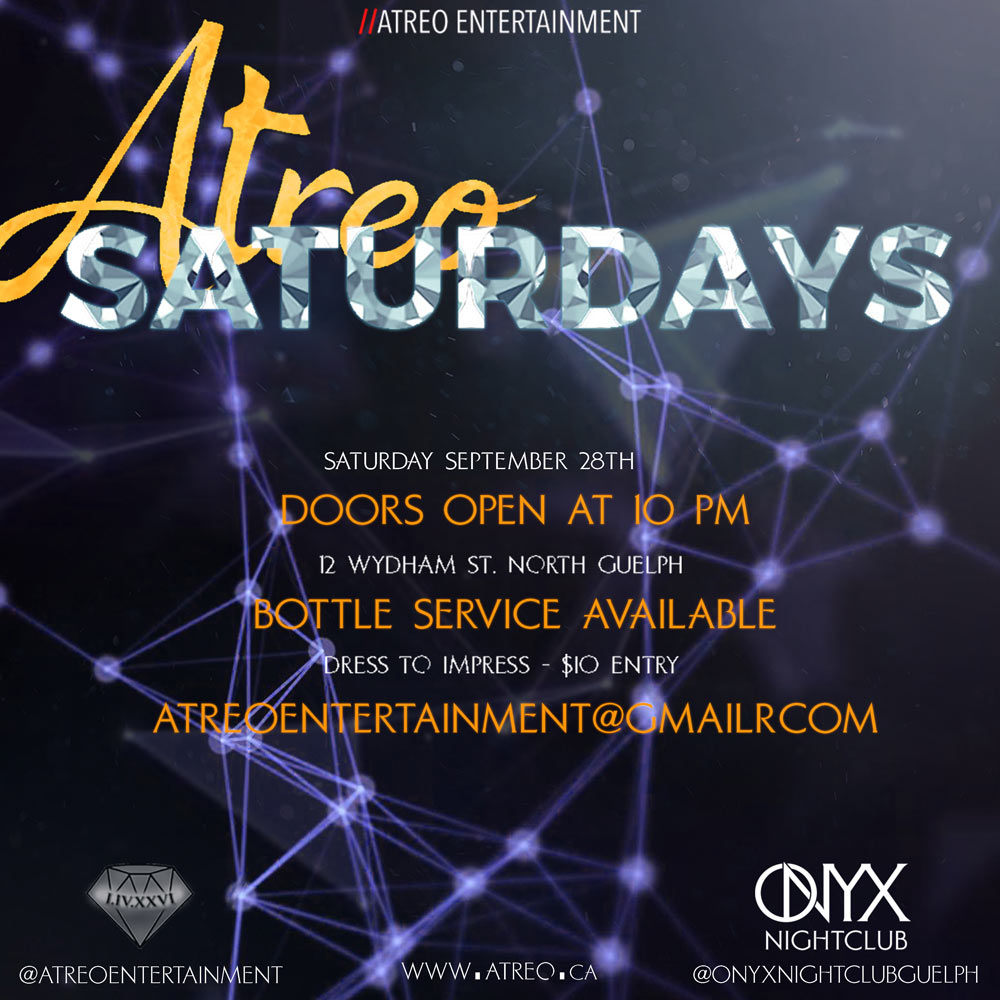 //ATREO ENTERTAINMENT
Atreo
SATURDAYS
SATURDAY SEPTEMBER 28TH
DOORS OPEN AT 10 PM
12 WYDHAM ST. NORTH GUELPH
BOTTLE SERVICE AVAILABLE
DRESS TO IMPRESS - $10 ENTRY
ATREOENTERTAINMENT@GMAILRCOM
LIV.XXVI
ONYX
NIGHTCLUB
@ATREOENTERTAINMENT
WWW.ATREO.CA
@ONYXNIGHTCLUBGUELPH